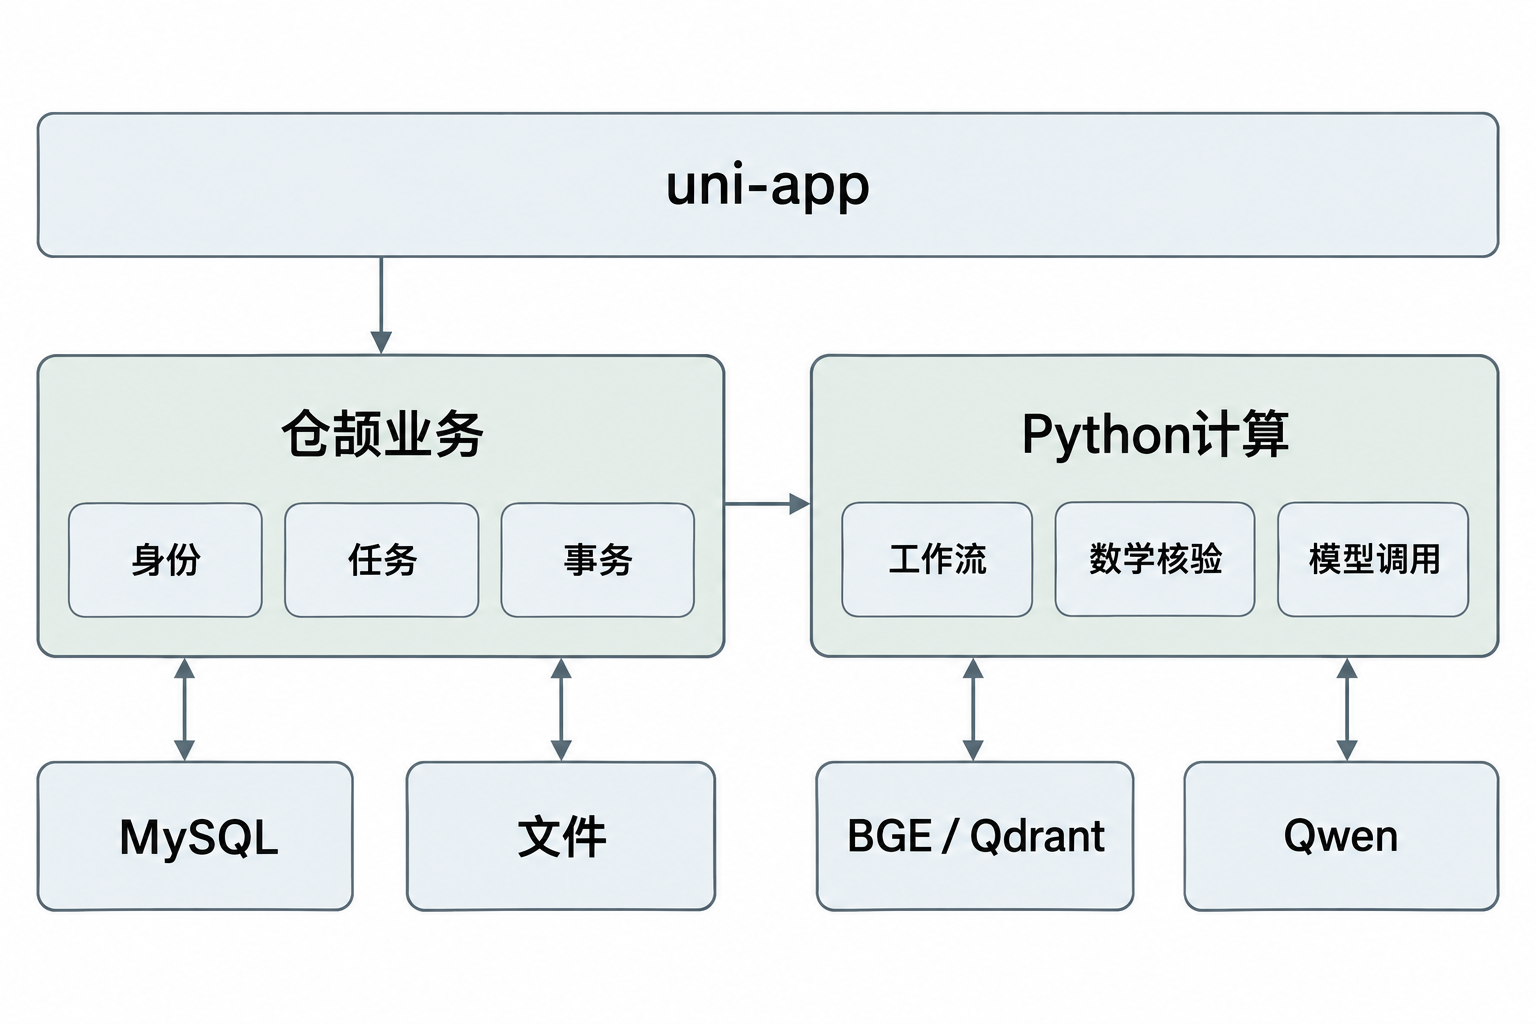 uni-app
仓颉业务
Python计算
身份
任务
事务
工作流
数学核验
模型调用
MySQL
文件
BGE / Qdrant
Qwen